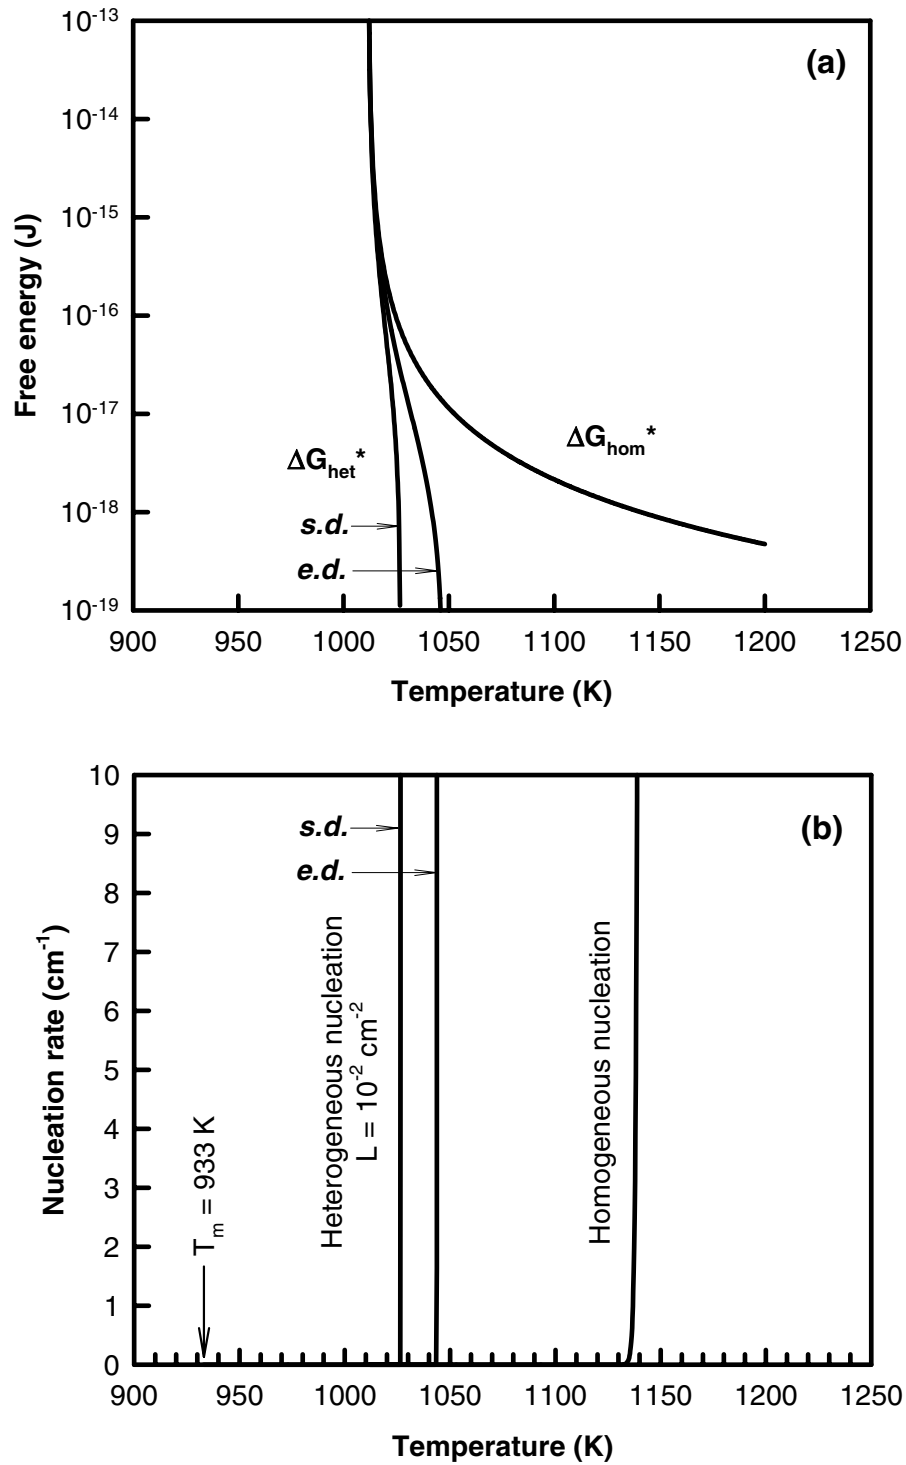 (a)
Free energy (J)
10⁻¹³
10⁻¹⁴
10⁻¹⁵
10⁻¹⁶
10⁻¹⁷
10⁻¹⁸
10⁻¹⁹
ΔG_het*
ΔG_hom*
s.d.
e.d.
900 950 1000 1050 1100 1150 1200 1250
Temperature (K)
(b)
Nucleation rate (cm⁻¹)
10
9
8
7
6
5
4
3
2
1
0
s.d.
e.d.
T_m = 933 K
Heterogeneous nucleation
L = 10⁻² cm⁻²
Homogeneous nucleation
900 950 1000 1050 1100 1150 1200 1250
Temperature (K)